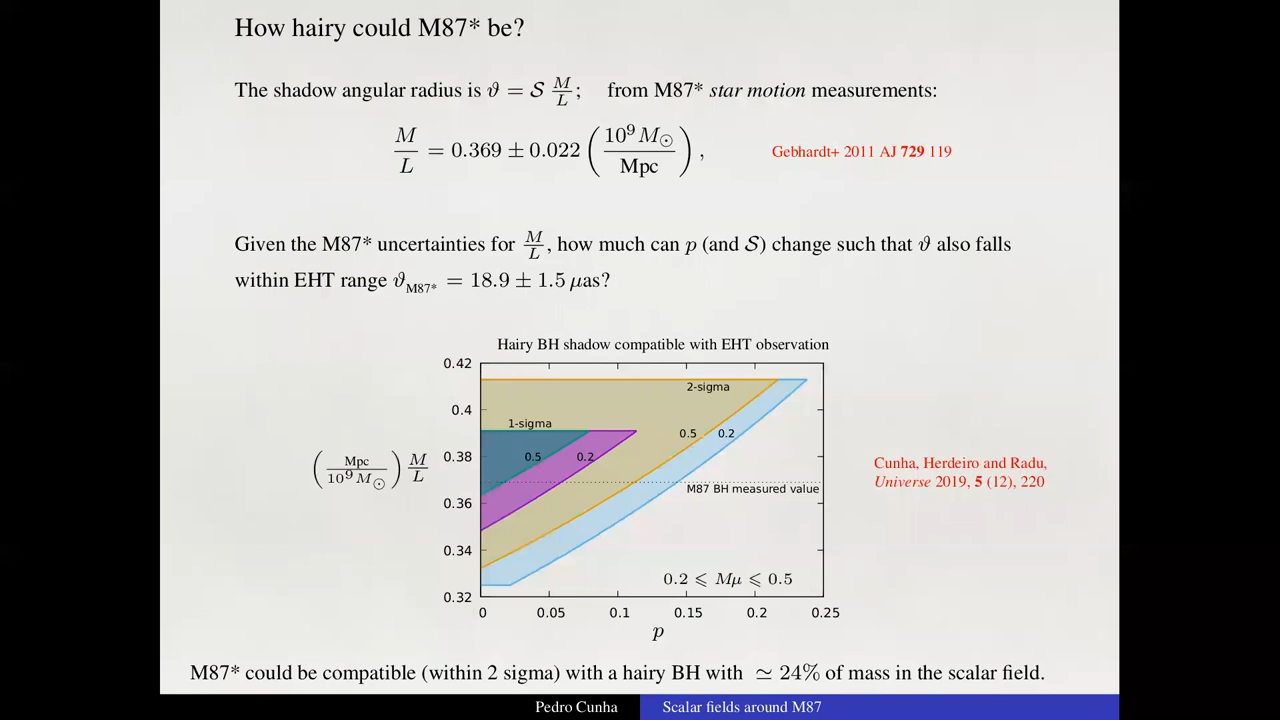 How hairy could M87* be?
The shadow angular radius is ϑ = 𝒮 M/L; from M87* star motion measurements:
M/L = 0.369 ± 0.022 (10⁹ M☉/Mpc),
Gebhardt+ 2011 AJ 729 119
Given the M87* uncertainties for M/L, how much can p (and 𝒮) change such that ϑ also falls
within EHT range ϑ_M87* = 18.9 ± 1.5 μas?
Hairy BH shadow compatible with EHT observation
0.42
0.4
0.38
0.36
0.34
0.32
(Mpc/10⁹ M☉) M/L
2-sigma
1-sigma
0.5 0.2
0.5 0.2
M87 BH measured value
0.2 ⩽ Mμ ⩽ 0.5
0 0.05 0.1 0.15 0.2 0.25
p
Cunha, Herdeiro and Radu,
Universe 2019, 5 (12), 220
M87* could be compatible (within 2 sigma) with a hairy BH with ≃ 24% of mass in the scalar field.
Pedro Cunha Scalar fields around M87